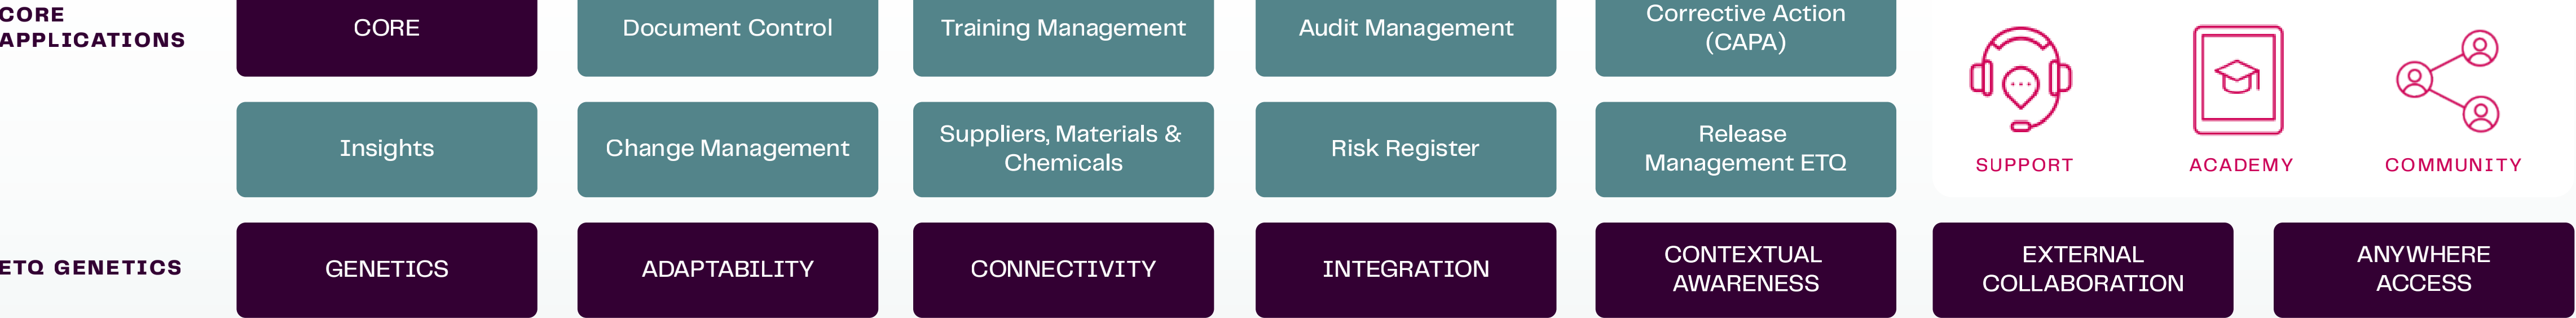 CORE
APPLICATIONS
CORE
Document Control
Training Management
Audit Management
Corrective Action
(CAPA)
Insights
Change Management
Suppliers, Materials &
Chemicals
Risk Register
Release
Management ETQ
SUPPORT
ACADEMY
COMMUNITY
ETQ GENETICS
GENETICS
ADAPTABILITY
CONNECTIVITY
INTEGRATION
CONTEXTUAL
AWARENESS
EXTERNAL
COLLABORATION
ANYWHERE
ACCESS